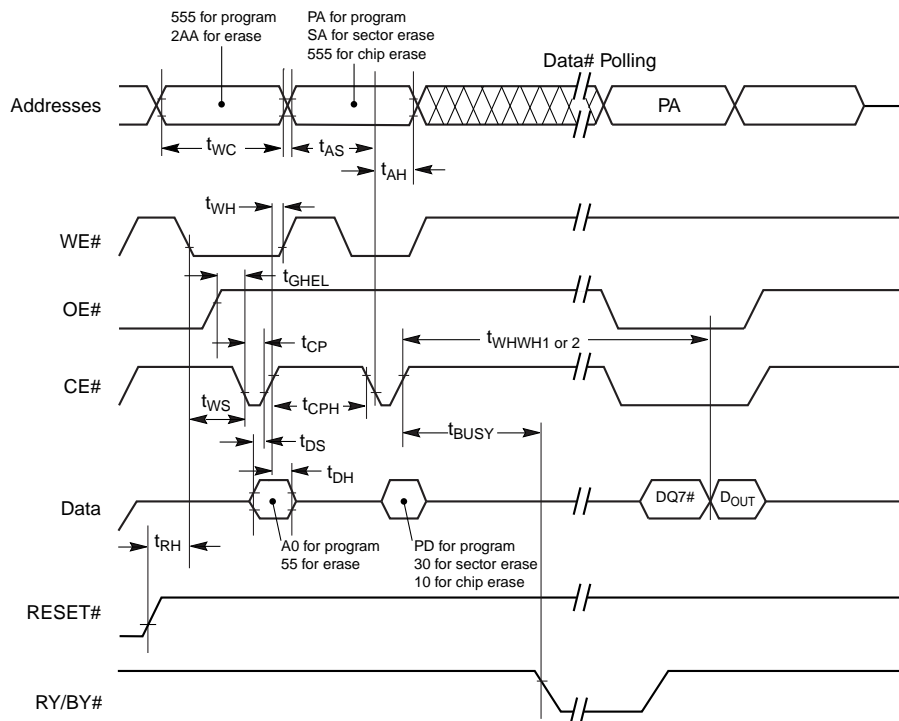 555 for program
2AA for erase
PA for program
SA for sector erase
555 for chip erase
Data# Polling
Addresses
PA
tWC
tAS
tAH
tWH
WE#
tGHEL
OE#
tWHWH1 or 2
tCP
CE#
tWS
tCPH
tBUSY
tDS
tDH
Data
DQ7#
DOUT
tRH
A0 for program
55 for erase
PD for program
30 for sector erase
10 for chip erase
RESET#
RY/BY#